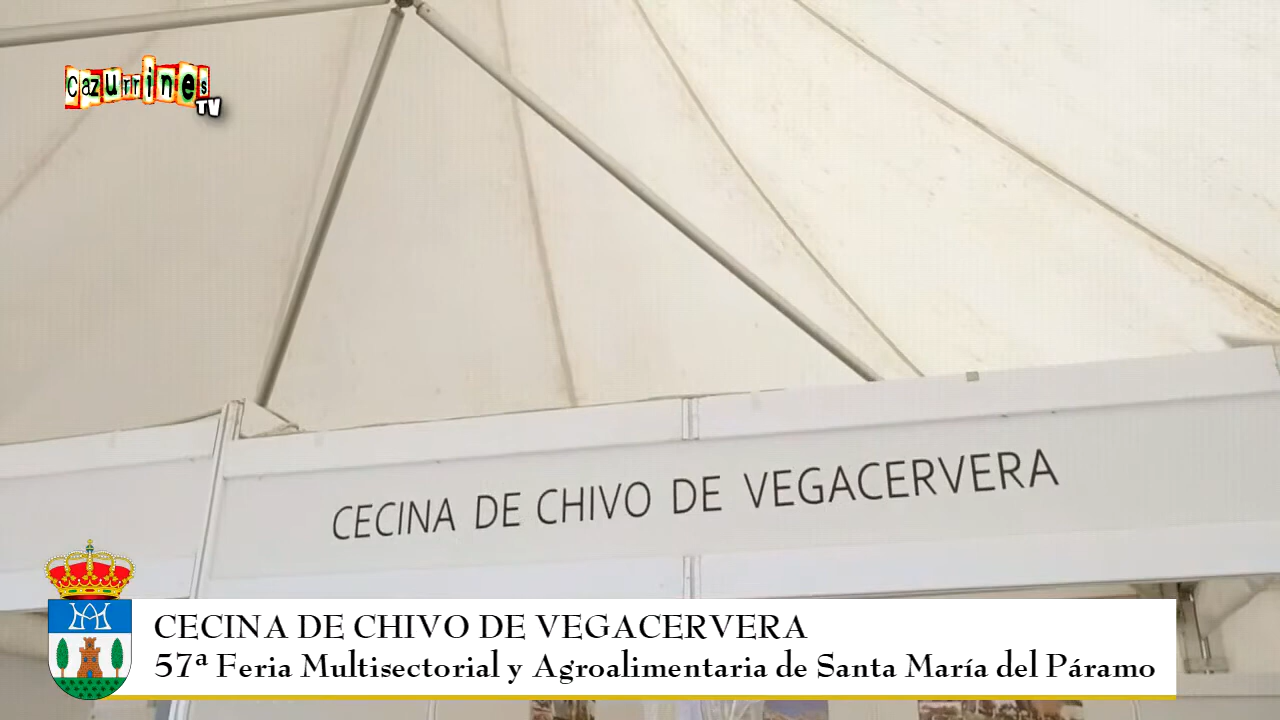 Cazurrines
TV
CECINA DE CHIVO DE VEGACERVERA
CECINA DE CHIVO DE VEGACERVERA
57ª Feria Multisectorial y Agroalimentaria de Santa María del Páramo